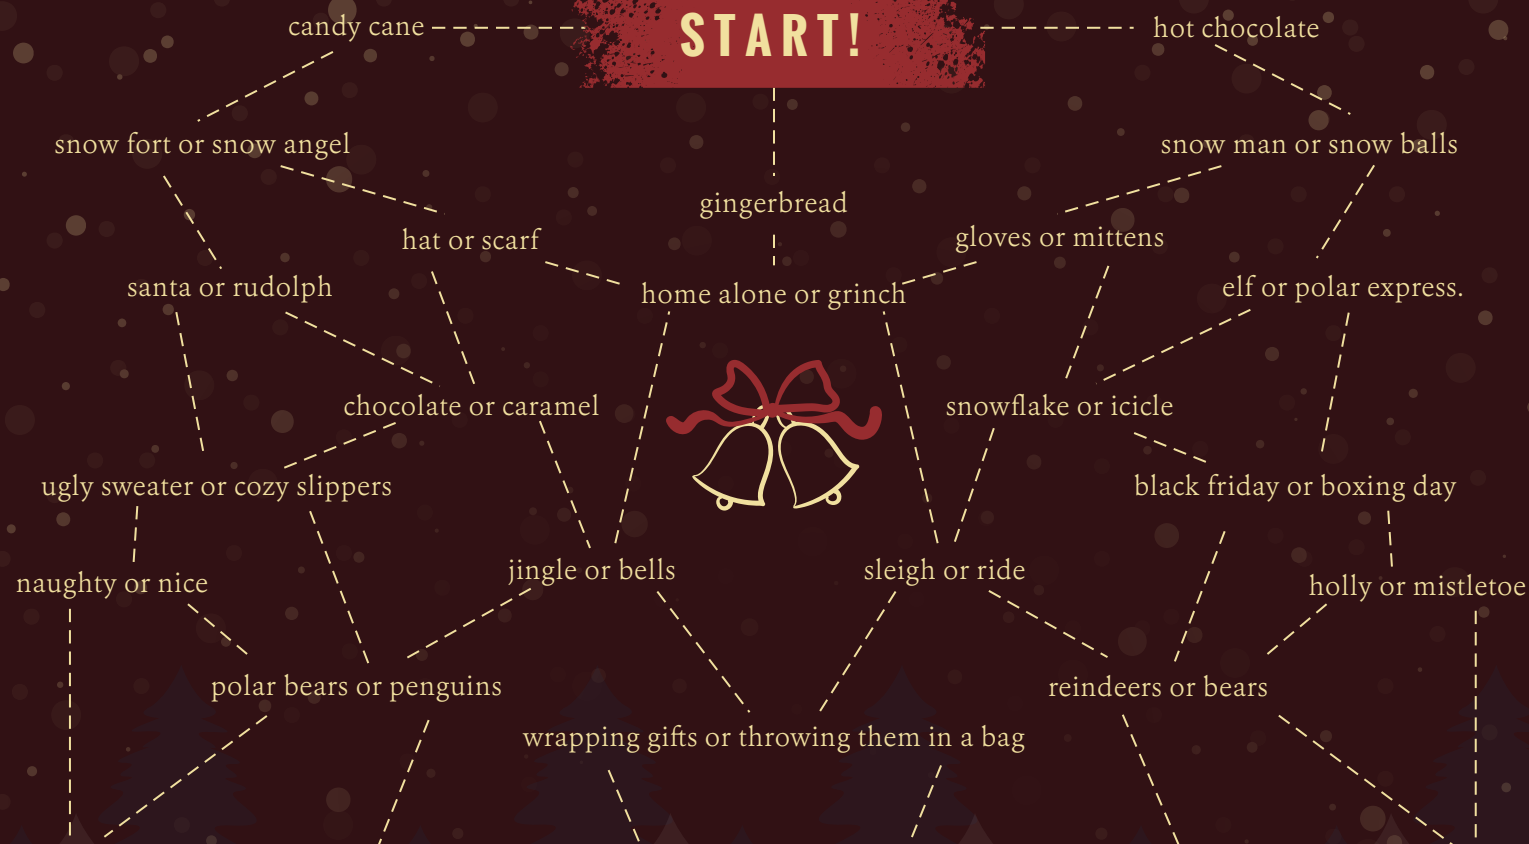 START!
candy cane
hot chocolate
snow fort or snow angel
snow man or snow balls
gingerbread
hat or scarf
gloves or mittens
santa or rudolph
home alone or grinch
elf or polar express.
chocolate or caramel
snowflake or icicle
ugly sweater or cozy slippers
black friday or boxing day
jingle or bells
sleigh or ride
naughty or nice
holly or mistletoe
polar bears or penguins
reindeers or bears
wrapping gifts or throwing them in a bag